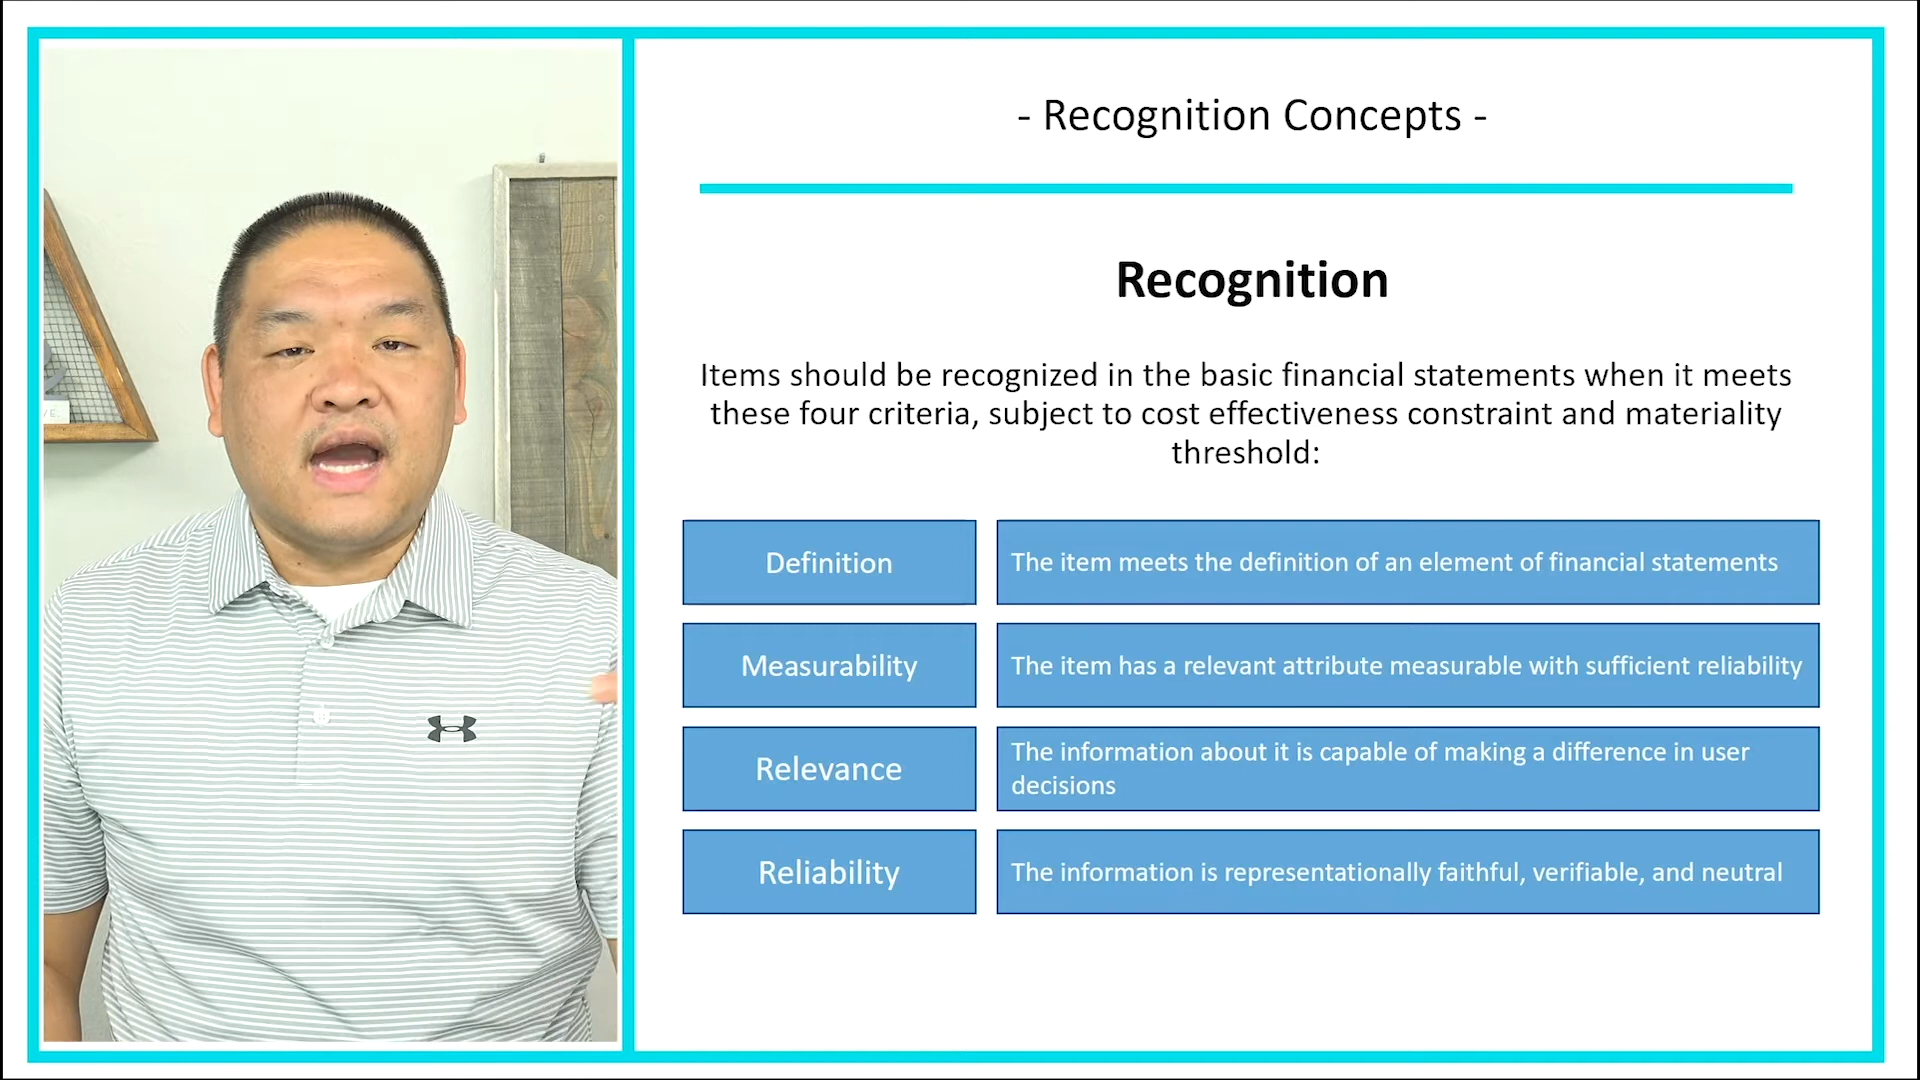 - Recognition Concepts -
Recognition
Items should be recognized in the basic financial statements when it meets
these four criteria, subject to cost effectiveness constraint and materiality
threshold:
Definition
The item meets the definition of an element of financial statements
Measurability
The item has a relevant attribute measurable with sufficient reliability
Relevance
The information about it is capable of making a difference in user
decisions
Reliability
The information is representationally faithful, verifiable, and neutral